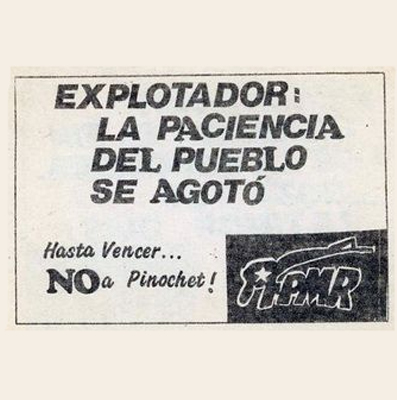 EXPLOTADOR:
LA PACIENCIA
DEL PUEBLO
SE AGOTÓ
Hasta Vencer...
NO a Pinochet!
FPMR